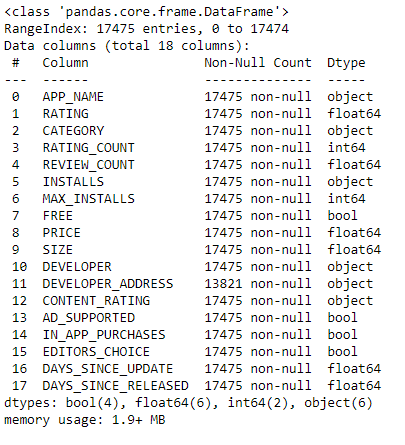 <class 'pandas.core.frame.DataFrame'>
RangeIndex: 17475 entries, 0 to 17474
Data columns (total 18 columns):
 #   Column               Non-Null Count  Dtype
---  ------               --------------  -----
 0   APP_NAME             17475 non-null  object
 1   RATING               17475 non-null  float64
 2   CATEGORY             17475 non-null  object
 3   RATING_COUNT         17475 non-null  int64
 4   REVIEW_COUNT         17475 non-null  float64
 5   INSTALLS             17475 non-null  object
 6   MAX_INSTALLS         17475 non-null  int64
 7   FREE                 17475 non-null  bool
 8   PRICE                17475 non-null  float64
 9   SIZE                 17475 non-null  float64
 10  DEVELOPER            17475 non-null  object
 11  DEVELOPER_ADDRESS    13821 non-null  object
 12  CONTENT_RATING       17475 non-null  object
 13  AD_SUPPORTED         17475 non-null  bool
 14  IN_APP_PURCHASES     17475 non-null  bool
 15  EDITORS_CHOICE       17475 non-null  bool
 16  DAYS_SINCE_UPDATE    17475 non-null  float64
 17  DAYS_SINCE_RELEASED  17475 non-null  float64
dtypes: bool(4), float64(6), int64(2), object(6)
memory usage: 1.9+ MB